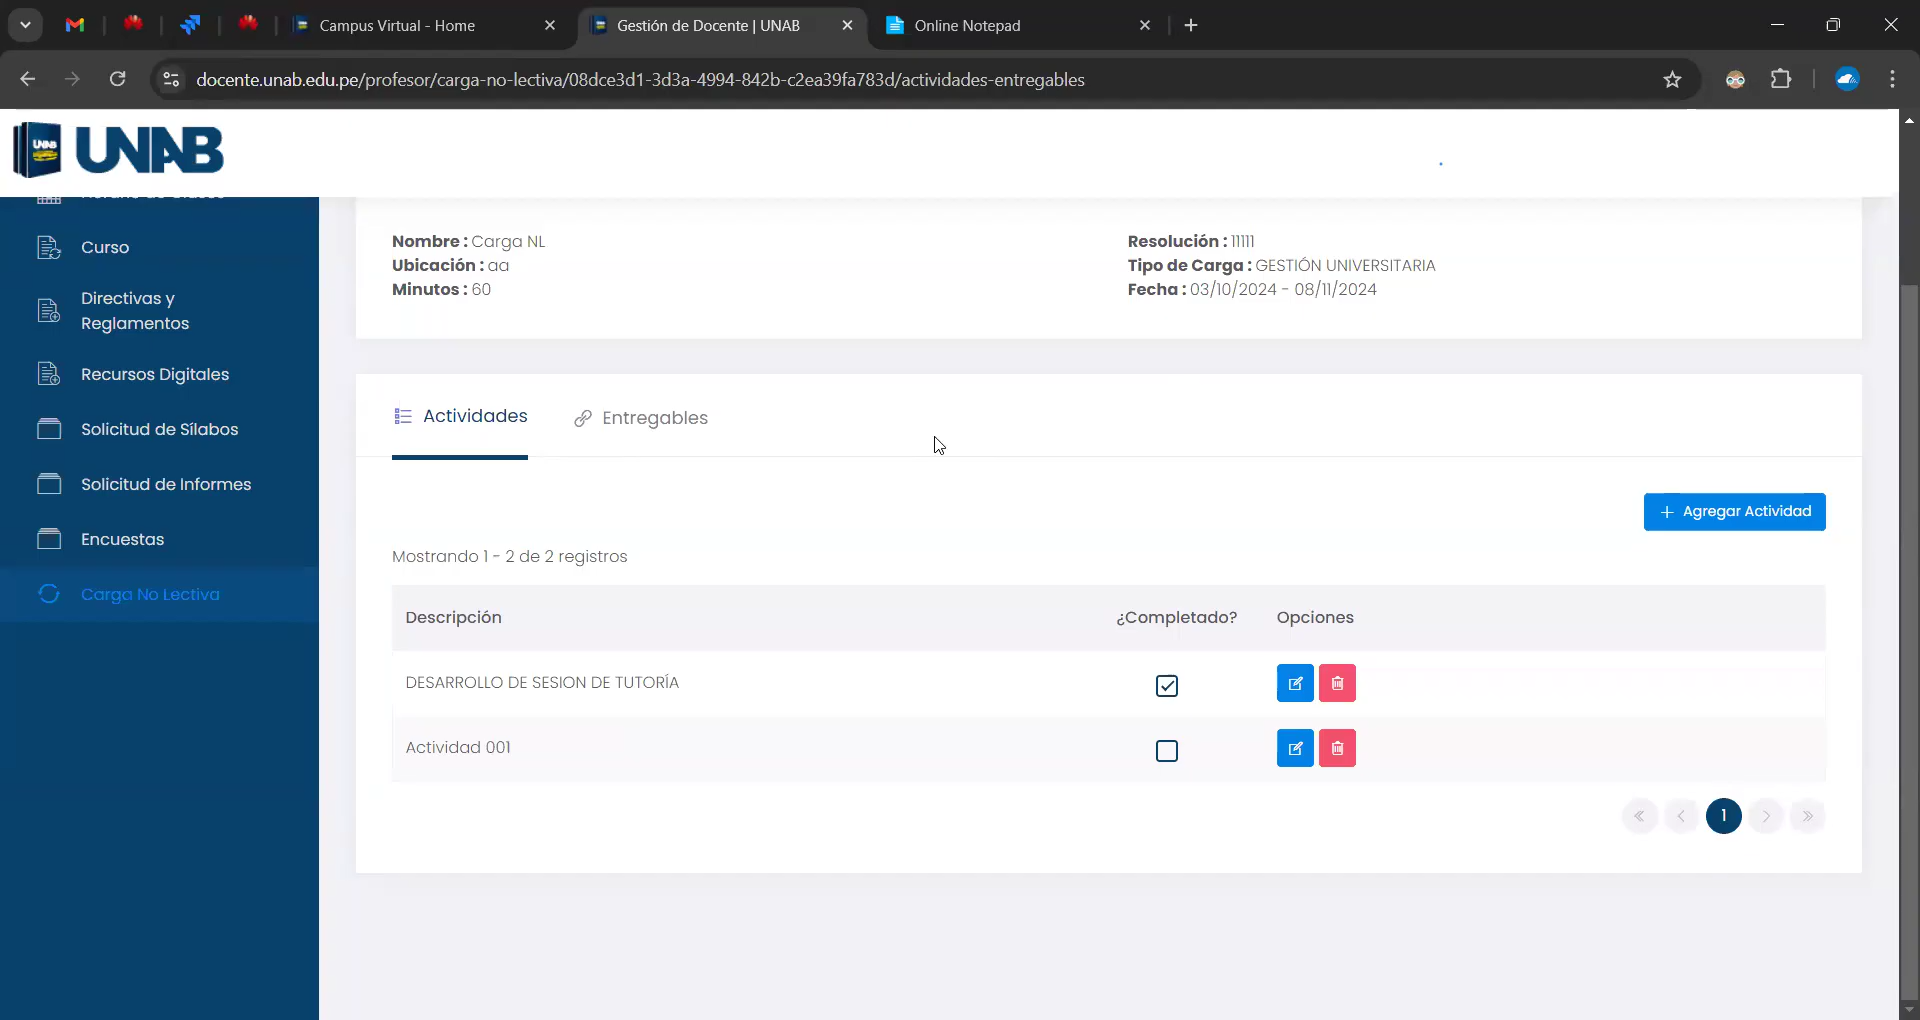 Campus Virtual - Home
Gestión de Docente | UNAB
Online Notepad
docente.unab.edu.pe/profesor/carga-no-lectiva/08dce3d1-3d3a-4994-842b-c2ea39fa783d/actividades-entregables
UNAB
UNAB
Curso
Directivas y
Reglamentos
Recursos Digitales
Solicitud de Sílabos
Solicitud de Informes
Encuestas
Carga No Lectiva
Nombre : Carga NL
Ubicación : aa
Minutos : 60
Resolución : 11111
Tipo de Carga : GESTIÓN UNIVERSITARIA
Fecha : 03/10/2024 - 08/11/2024
Actividades
Entregables
Agregar Actividad
Mostrando 1 - 2 de 2 registros
Descripción ¿Completado? Opciones
DESARROLLO DE SESION DE TUTORÍA
Actividad 001
1